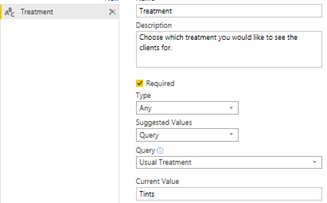 Treatment
Name
Treatment
Description
Choose which treatment you would like to see the
clients for.
Required
Type
Any
Suggested Values
Query
Query
Usual Treatment
Current Value
Tints